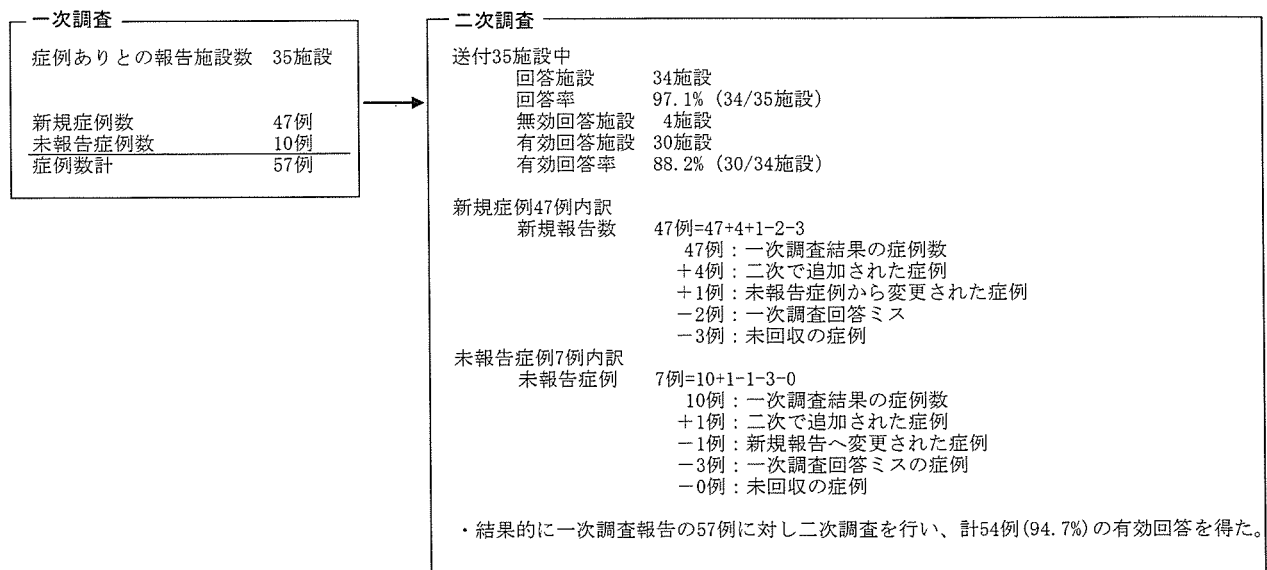 一次調査
症例ありとの報告施設数 35施設
新規症例数 47例
未報告症例数 10例
症例数計 57例
二次調査
送付35施設中
回答施設 34施設
回答率 97.1% (34/35施設)
無効回答施設 4施設
有効回答施設 30施設
有効回答率 88.2% (30/34施設)
新規症例47例内訳
新規報告数 47例=47+4+1-2-3
47例：一次調査結果の症例数
＋4例：二次で追加された症例
＋1例：未報告症例から変更された症例
－2例：一次調査回答ミス
－3例：未回収の症例
未報告症例7例内訳
未報告症例 7例=10+1-1-3-0
10例：一次調査結果の症例数
＋1例：二次で追加された症例
－1例：新規報告へ変更された症例
－3例：一次調査回答ミスの症例
－0例：未回収の症例
・結果的に一次調査報告の57例に対し二次調査を行い、計54例(94.7%)の有効回答を得た。